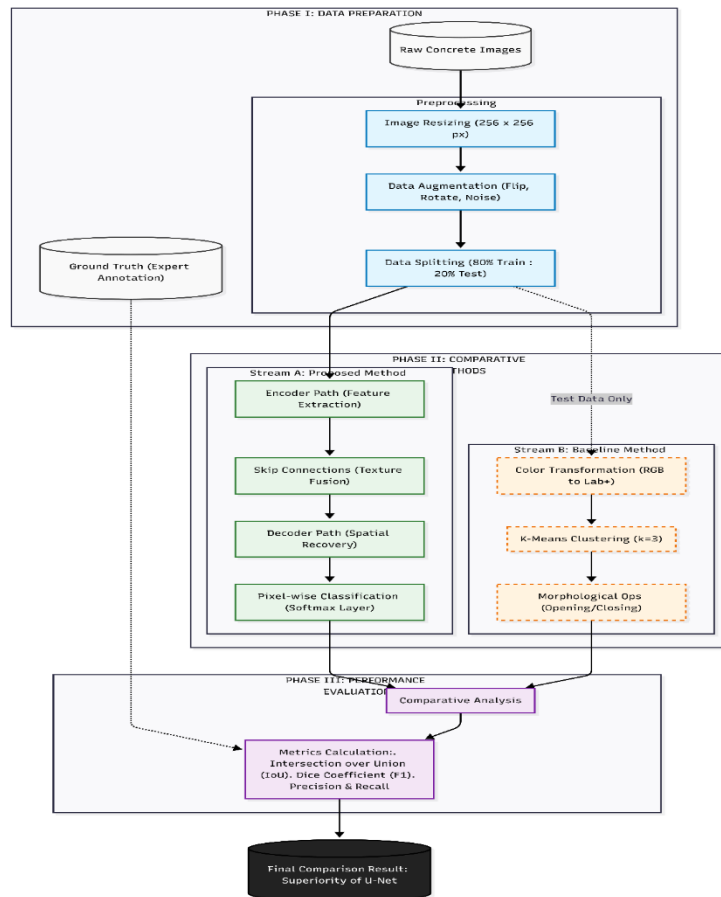 PHASE I: DATA PREPARATION
Raw Concrete Images
Preprocessing
Image Resizing (256 x 256
px)
Data Augmentation (Flip,
Rotate, Noise)
Ground Truth (Expert
Annotation)
Data Splitting (80% Train :
20% Test)
PHASE II: COMPARATIVE
THODS
Stream A: Proposed Method
Encoder Path (Feature
Extraction)
Skip Connections (Texture
Fusion)
Decoder Path (Spatial
Recovery)
Pixel-wise Classification
(Softmax Layer)
Test Data Only
Stream B: Baseline Method
Color Transformation (RGB
to Lab*)
K-Means Clustering (k=3)
Morphological Ops
(Opening/Closing)
PHASE III: PERFORMANCE
EVALUATION
Comparative Analysis
Metrics Calculation:.
Intersection over Union
(IoU). Dice Coefficient (F1).
Precision & Recall
Final Comparison Result:
Superiority of U-Net